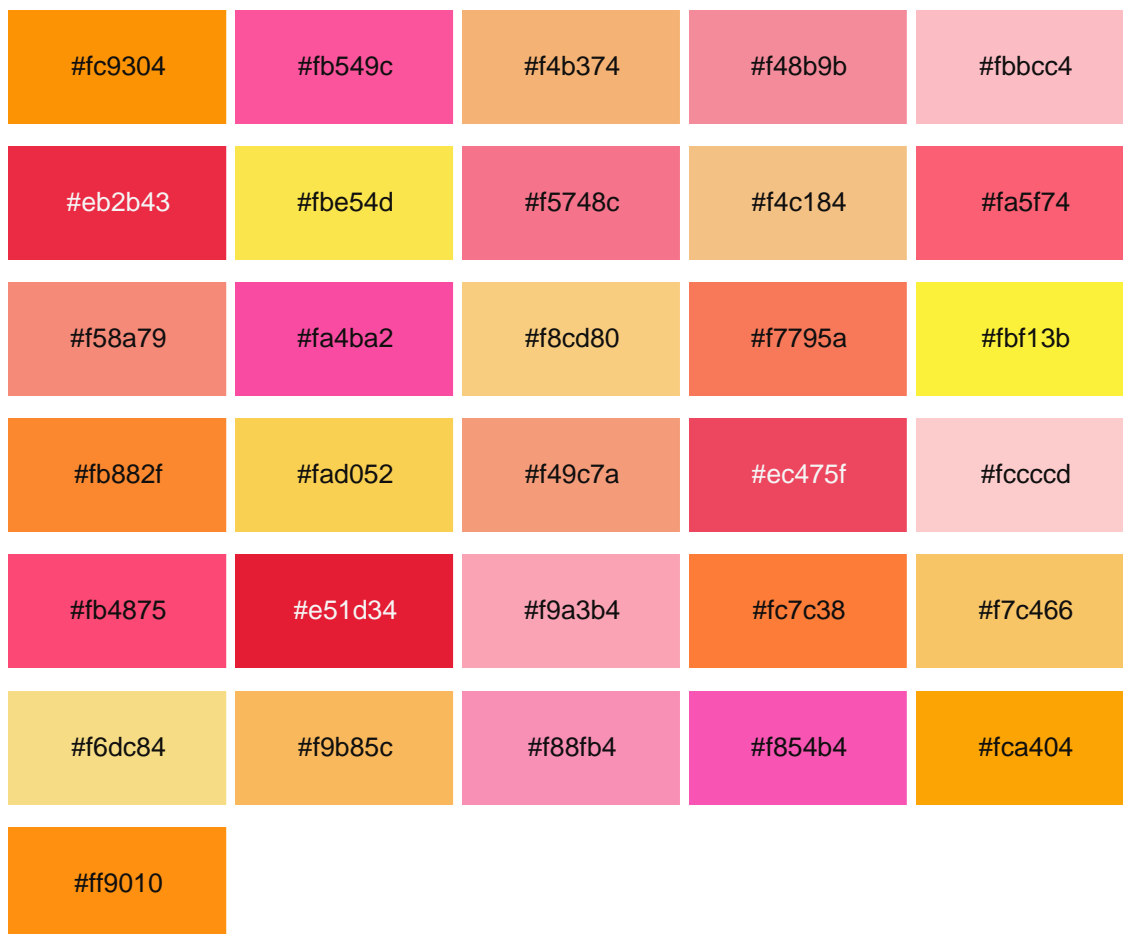 #fc9304 #fb549c #f4b374 #f48b9b #fbbcc4
#eb2b43 #fbe54d #f5748c #f4c184 #fa5f74
#f58a79 #fa4ba2 #f8cd80 #f7795a #fbf13b
#fb882f #fad052 #f49c7a #ec475f #fccccd
#fb4875 #e51d34 #f9a3b4 #fc7c38 #f7c466
#f6dc84 #f9b85c #f88fb4 #f854b4 #fca404
#ff9010